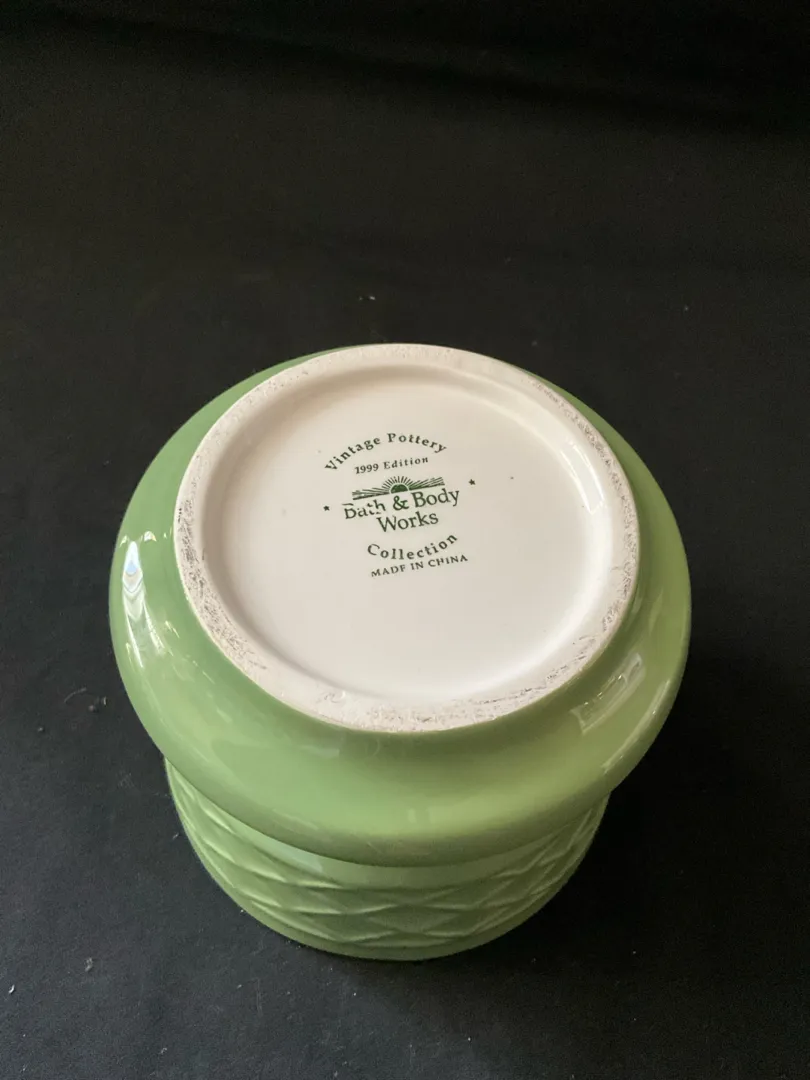 Vintage Pottery
1999 Edition
Bath & Body
Works
Collection
MADE IN CHINA